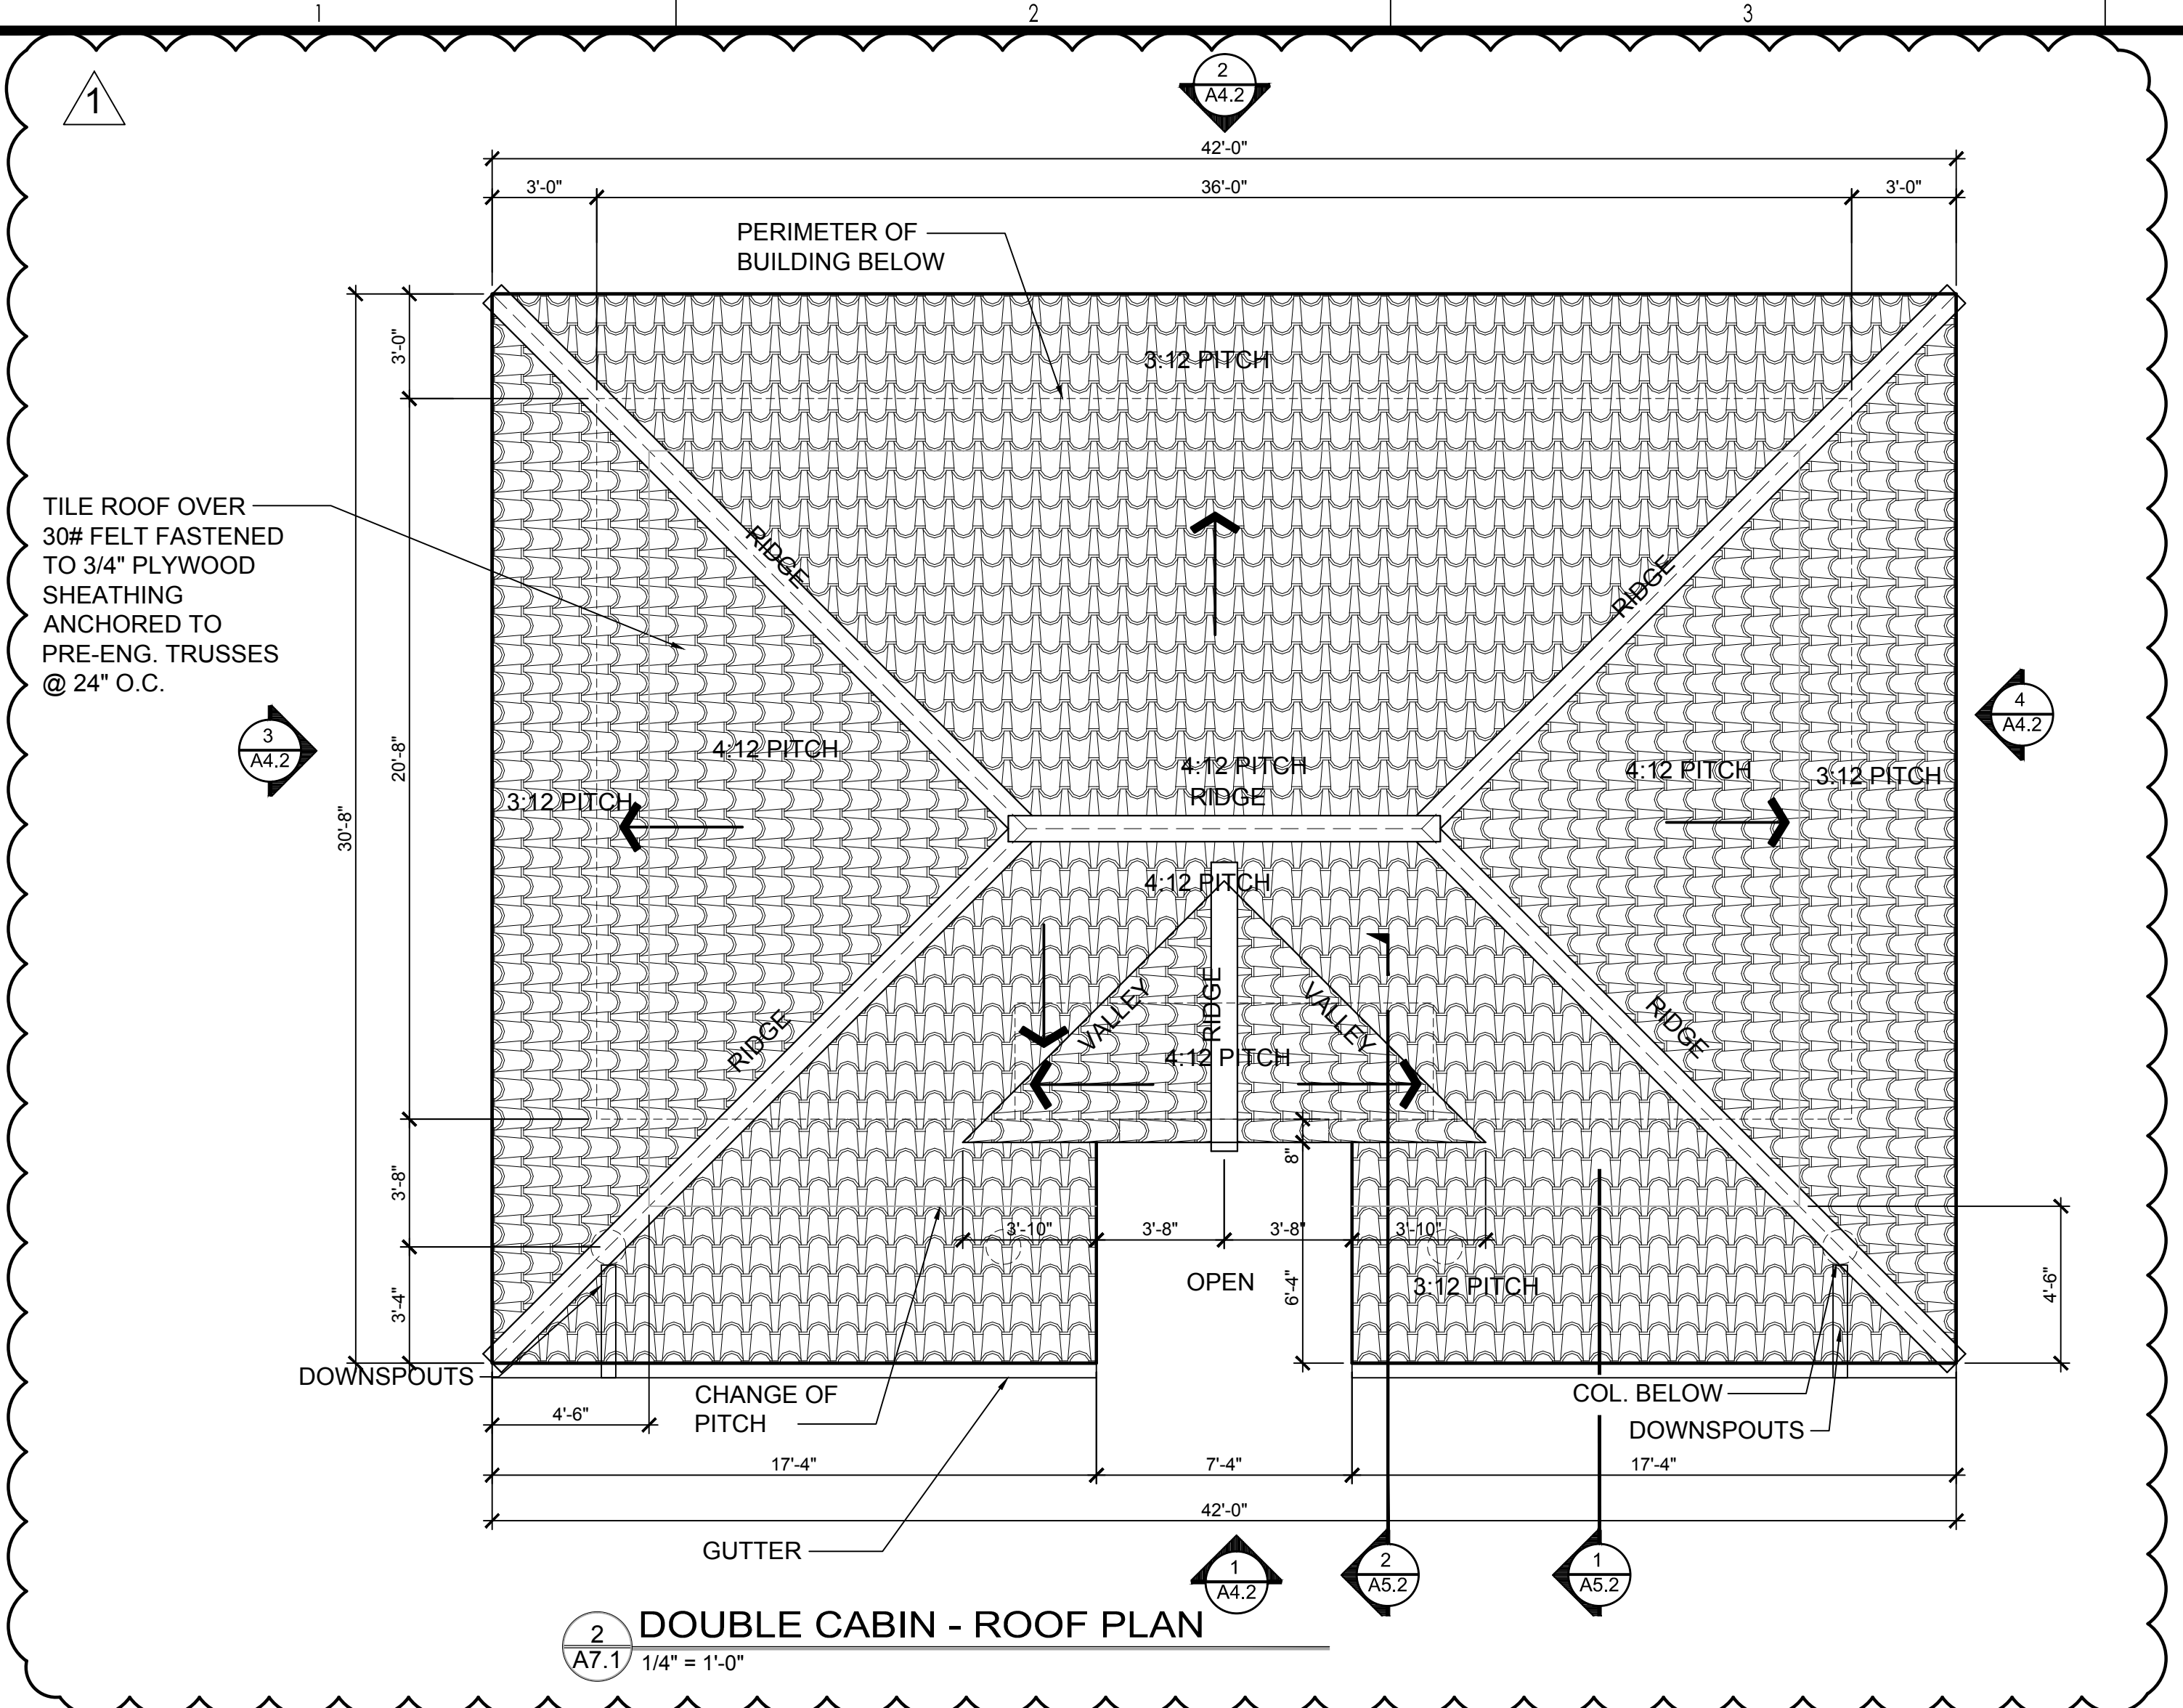 1
2
3
1
2
A4.2
42'-0"
3'-0"
36'-0"
3'-0"
PERIMETER OF
BUILDING BELOW
3'-0"
3:12 PITCH
TILE ROOF OVER
30# FELT FASTENED
TO 3/4" PLYWOOD
SHEATHING
ANCHORED TO
PRE-ENG. TRUSSES
@ 24" O.C.
RIDGE
RIDGE
3
A4.2
4
A4.2
20'-8"
30'-8"
4:12 PITCH
3:12 PITCH
4:12 PITCH
RIDGE
4:12 PITCH
3:12 PITCH
4:12 PITCH
RIDGE
VALLEY
RIDGE
VALLEY
RIDGE
4:12 PITCH
3'-8"
8"
3'-10"
3'-8"
3'-8"
3'-10"
OPEN
6'-4"
3:12 PITCH
3'-4"
4'-6"
DOWNSPOUTS
CHANGE OF
PITCH
4'-6"
COL. BELOW
DOWNSPOUTS
17'-4"
7'-4"
17'-4"
42'-0"
GUTTER
1
A4.2
2
A5.2
1
A5.2
2
A7.1
DOUBLE CABIN - ROOF PLAN
1/4" = 1'-0"